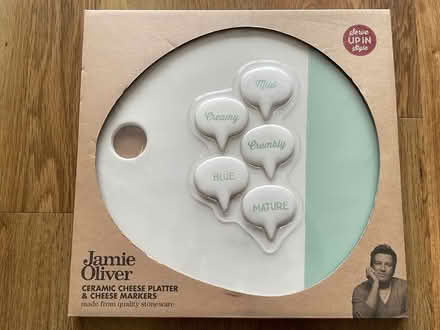 Serve
UP IN
Style
Mild
Creamy
Crumbly
BLUE
MATURE
Jamie
Oliver
CERAMIC CHEESE PLATTER
& CHEESE MARKERS
made from quality stoneware